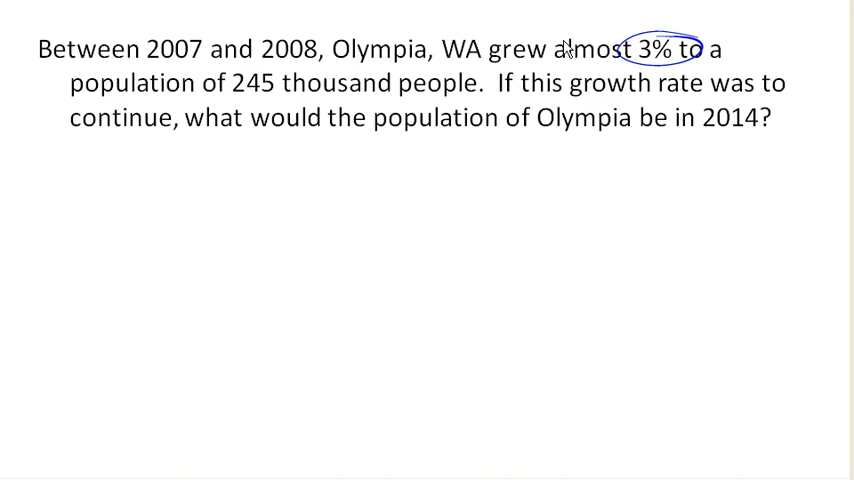 Between 2007 and 2008, Olympia, WA grew almost 3% to a
population of 245 thousand people. If this growth rate was to
continue, what would the population of Olympia be in 2014?